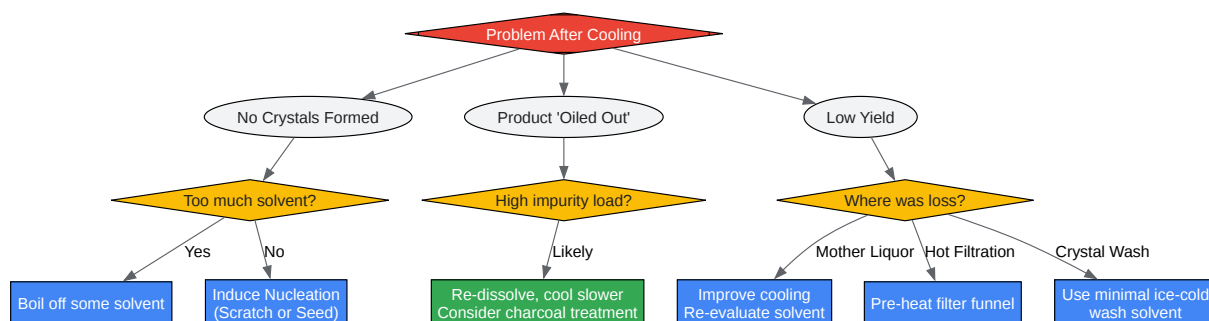 Problem After Cooling
No Crystals Formed
Product 'Oiled Out'
Low Yield
Too much solvent?
High impurity load?
Where was loss?
Yes
No
Likely
Mother Liquor
Hot Filtration
Crystal Wash
Boil off some solvent
Induce Nucleation
(Scratch or Seed)
Re-dissolve, cool slower
Consider charcoal treatment
Improve cooling
Re-evaluate solvent
Pre-heat filter funnel
Use minimal ice-cold
wash solvent